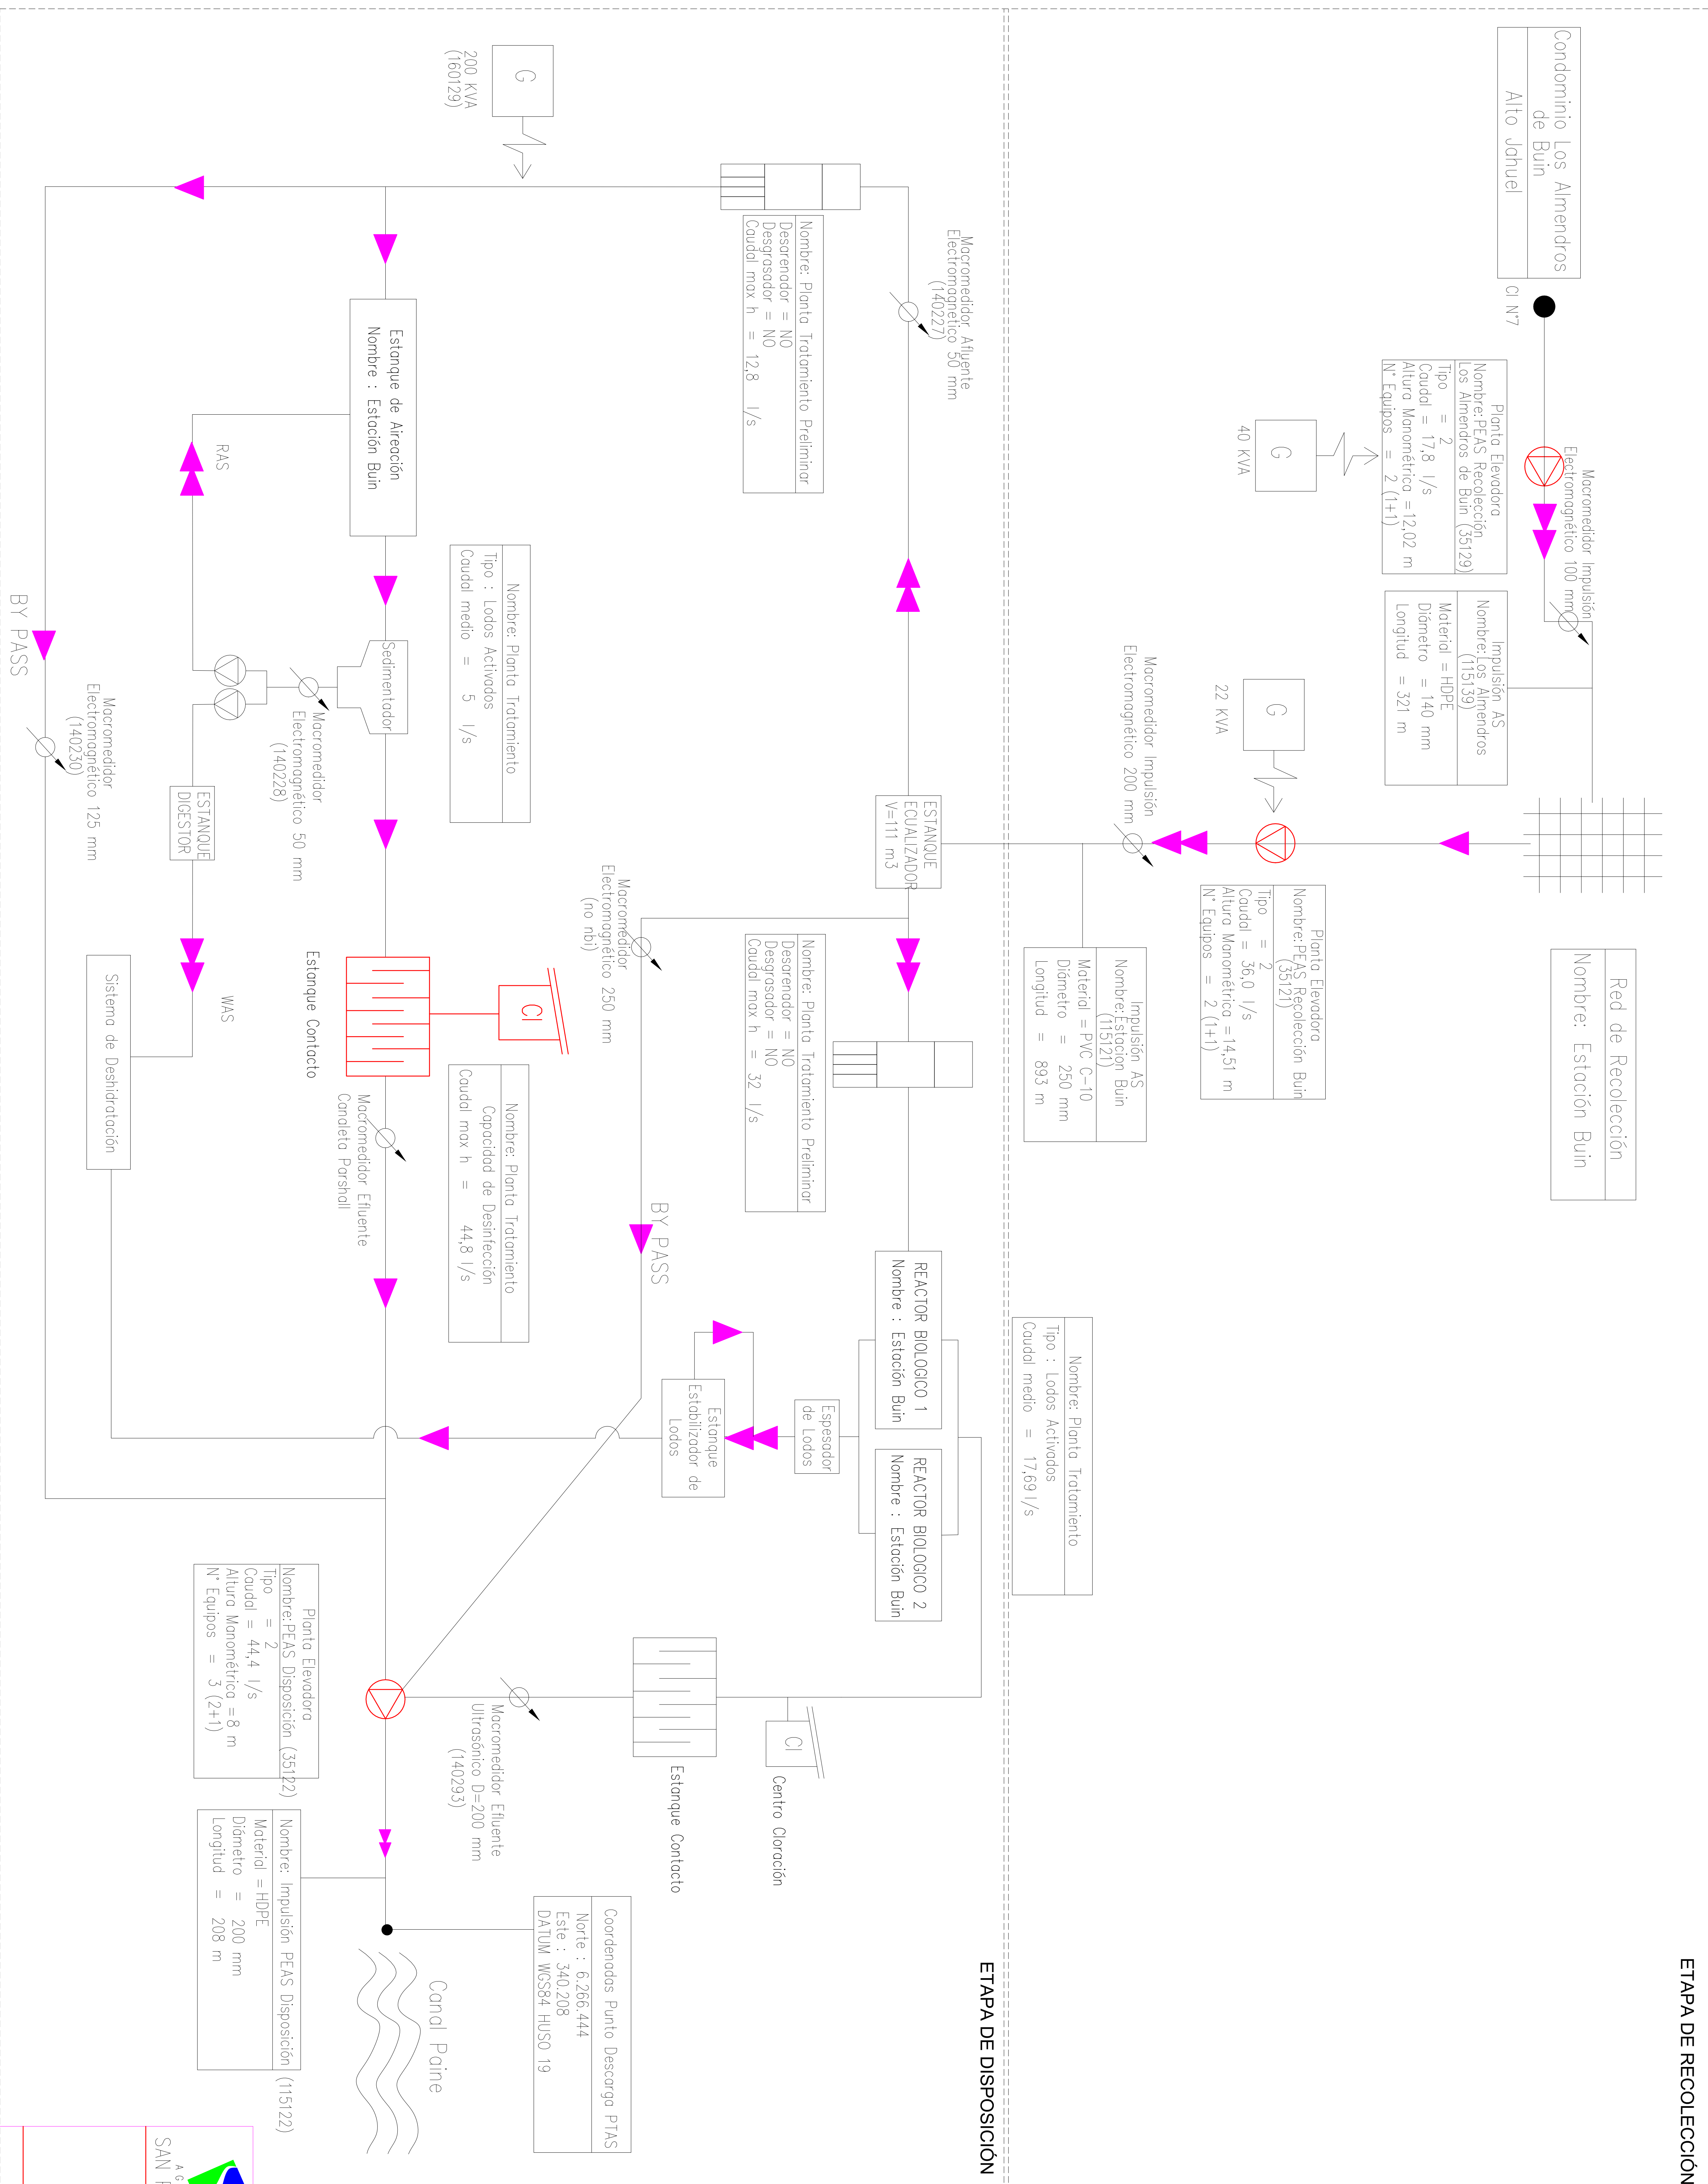 ETAPA DE RECOLECCIÓN
Condominio Los Almendros
de Buin
Alto Jahuel
CI N°7
Macromedidor Impulsión
Electromagnético 100 mm
Planta Elevadora
Nombre: PEAS Recolección
Los Almendros de Buin (35129)
Tipo = 2
Caudal = 17,8 l/s
Altura Manométrica = 12,02 m
N° Equipos = 2 (1+1)
G
40 KVA
Impulsión AS
Nombre: Los Almendros
(115139)
Material = HDPE
Diámetro = 140 mm
Longitud = 321 m
Red de Recolección
Nombre: Estación Buin
G
22 KVA
Planta Elevadora
Nombre: PEAS Recolección Buin
(35121)
Tipo = 2
Caudal = 36,0 l/s
Altura Manométrica = 14,51 m
N° Equipos = 2 (1+1)
Macromedidor Impulsión
Electromagnético 200 mm
Impulsión AS
Nombre: Estacion Buin
(115121)
Material = PVC C-10
Diámetro = 250 mm
Longitud = 893 m
Nombre: Planta Tratamiento
Tipo : Lodos Activados
Caudal medio = 17,69 l/s
ETAPA DE DISPOSICIÓN
Macromedidor Afluente
Electromagnetico 50 mm
(140227)
ESTANQUE
ECUALIZADOR
V=111 m3
REACTOR BIOLOGICO 1
Nombre : Estación Buin
REACTOR BIOLOGICO 2
Nombre : Estación Buin
Nombre: Planta Tratamiento Preliminar
Desarenador = NO
Desgrasador = NO
Caudal max h = 12,8 l/s
Nombre: Planta Tratamiento Preliminar
Desarenador = NO
Desgrasador = NO
Caudal max h = 32 l/s
Espesador
de Lodos
Cl
Centro Cloración
Estanque
Estabilizador de
Lodos
Estanque Contacto
BY PASS
Macromedidor
Electromagnético 250 mm
(no nbi)
Coordenadas Punto Descarga PTAS
Norte : 6.266.444
Este : 340.208
DATUM WGS84 HUSO 19
G
200 KVA
(160129)
Nombre: Planta Tratamiento
Tipo : Lodos Activados
Caudal medio = 5 l/s
Cl
Nombre: Planta Tratamiento
Capacidad de Desinfección
Caudal max h = 44,8 l/s
Macromedidor Efluente
Ultrasónico D=200 mm
(140293)
Canal Paine
Estanque de Aireación
Nombre : Estación Buin
Sedimentador
Estanque Contacto
Macromedidor Efluente
Canaleta Parshall
Macromedidor
Electromagnético 50 mm
(140228)
RAS
ESTANQUE
DIGESTOR
WAS
Sistema de Deshidratación
Planta Elevadora
Nombre: PEAS Disposición (35122)
Tipo = 2
Caudal = 44,4 l/s
Altura Manométrica = 8 m
N° Equipos = 3 (2+1)
Nombre: Impulsión PEAS Disposición (115122)
Material = HDPE
Diámetro = 200 mm
Longitud = 208 m
Macromedidor
Electromagnético 125 mm
(140230)
BY PASS
A G
SAN